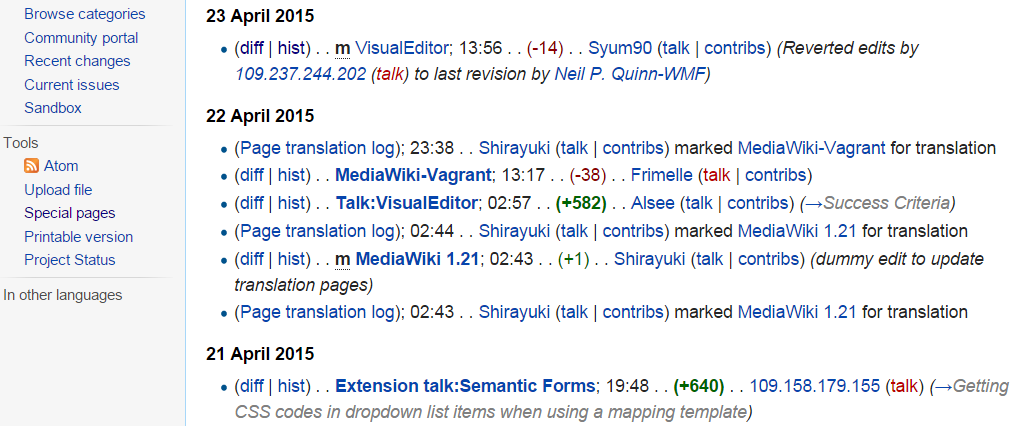 Browse categories
Community portal
Recent changes
Current issues
Sandbox
Tools
Atom
Upload file
Special pages
Printable version
Project Status
In other languages
23 April 2015
• (diff | hist) . . m VisualEditor; 13:56 . . (-14) . . Syum90 (talk | contribs) (Reverted edits by
109.237.244.202 (talk) to last revision by Neil P. Quinn-WMF)
22 April 2015
• (Page translation log); 23:38 . . Shirayuki (talk | contribs) marked MediaWiki-Vagrant for translation
• (diff | hist) . . MediaWiki-Vagrant; 13:17 . . (-38) . . Frimelle (talk | contribs)
• (diff | hist) . . Talk:VisualEditor; 02:57 . . (+582) . . Alsee (talk | contribs) (→Success Criteria)
• (Page translation log); 02:44 . . Shirayuki (talk | contribs) marked MediaWiki 1.21 for translation
• (diff | hist) . . m MediaWiki 1.21; 02:43 . . (+1) . . Shirayuki (talk | contribs) (dummy edit to update
translation pages)
• (Page translation log); 02:43 . . Shirayuki (talk | contribs) marked MediaWiki 1.21 for translation
21 April 2015
• (diff | hist) . . Extension talk:Semantic Forms; 19:48 . . (+640) . . 109.158.179.155 (talk) (→Getting
CSS codes in dropdown list items when using a mapping template)